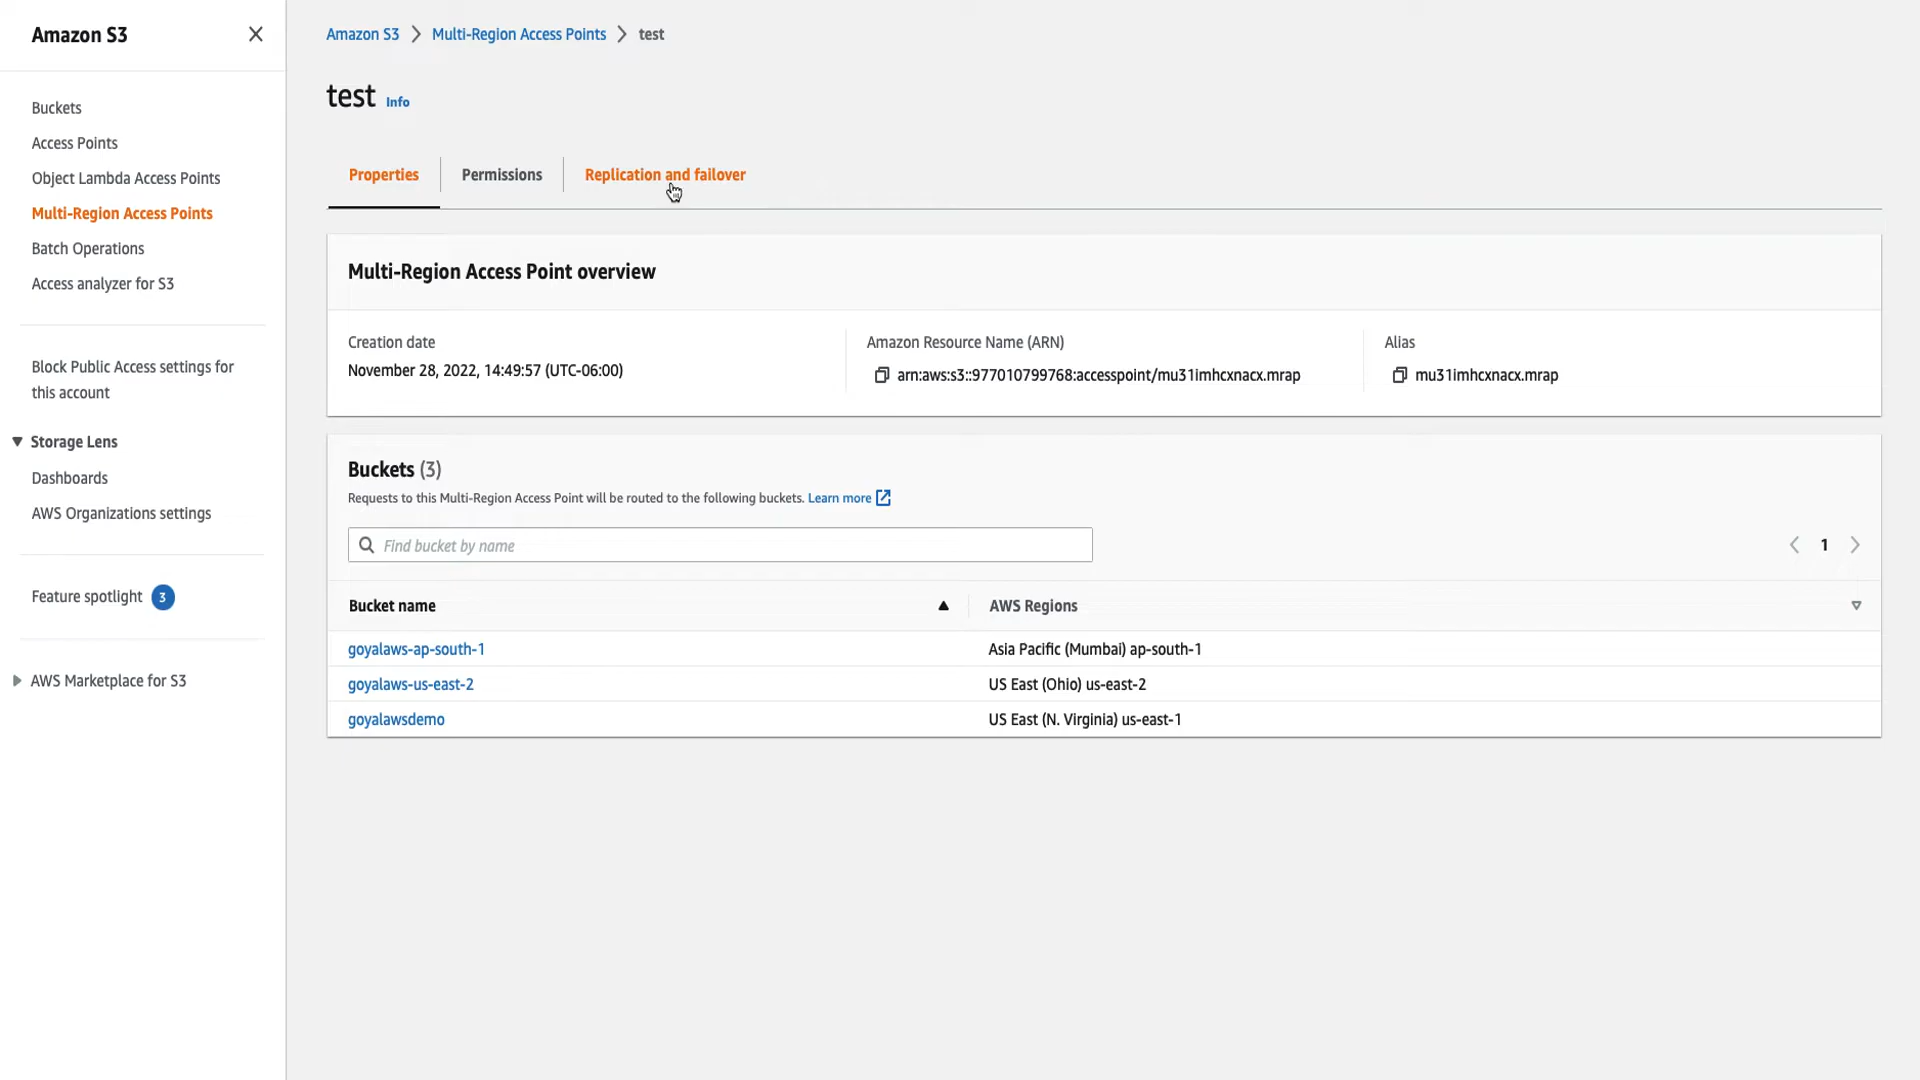 Amazon S3
Buckets
Access Points
Object Lambda Access Points
Multi-Region Access Points
Batch Operations
Access analyzer for S3
Block Public Access settings for
this account
Storage Lens
Dashboards
AWS Organizations settings
Feature spotlight 3
AWS Marketplace for S3
Amazon S3 > Multi-Region Access Points > test
test Info
Properties Permissions Replication and failover
Multi-Region Access Point overview
Creation date
November 28, 2022, 14:49:57 (UTC-06:00)
Amazon Resource Name (ARN)
arn:aws:s3::977010799768:accesspoint/mu31imhcxnacx.mrap
Alias
mu31imhcxnacx.mrap
Buckets (3)
Requests to this Multi-Region Access Point will be routed to the following buckets. Learn more
Find bucket by name
1
Bucket name AWS Regions
goyalaws-ap-south-1 Asia Pacific (Mumbai) ap-south-1
goyalaws-us-east-2 US East (Ohio) us-east-2
goyalawsdemo US East (N. Virginia) us-east-1